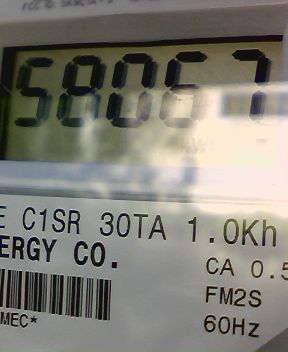 58067
E C1SR 30TA 1.0Kh
ERGY CO.
CA 0.5
FM2S
MEC*
60Hz